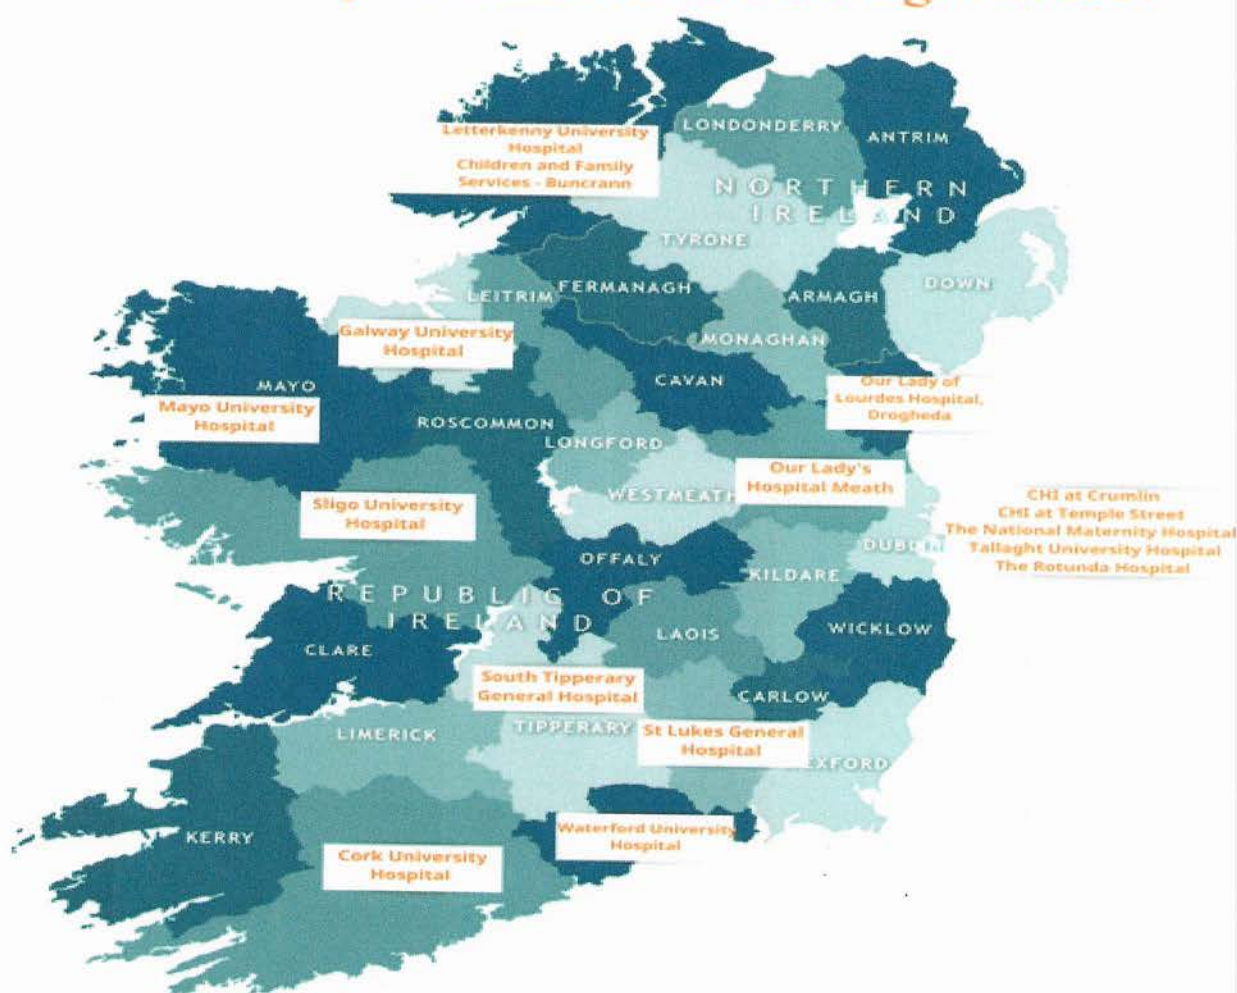 LONDONDERRY
ANTRIM
Letterkenny University
Hospital
Children and Family
Services - Buncrann
NORTHERN
IRELAND
TYRONE
DOWN
LEITRIM
FERMANAGH
ARMAGH
MONAGHAN
Galway University
Hospital
MAYO
CAVAN
Our Lady of
Lourdes Hospital,
Drogheda
Mayo University
Hospital
ROSCOMMON
LONGFORD
Our Lady's
Hospital Meath
WESTMEATH
Sligo University
Hospital
CHI at Crumlin
CHI at Temple Street
The National Maternity Hospital
Tallaght University Hospital
The Rotunda Hospital
DUBLIN
OFFALY
KILDARE
REPUBLIC OF
IRELAND
LAOIS
WICKLOW
CLARE
South Tipperary
General Hospital
CARLOW
LIMERICK
TIPPERARY
St Lukes General
Hospital
EXFORD
KERRY
Waterford University
Hospital
Cork University
Hospital